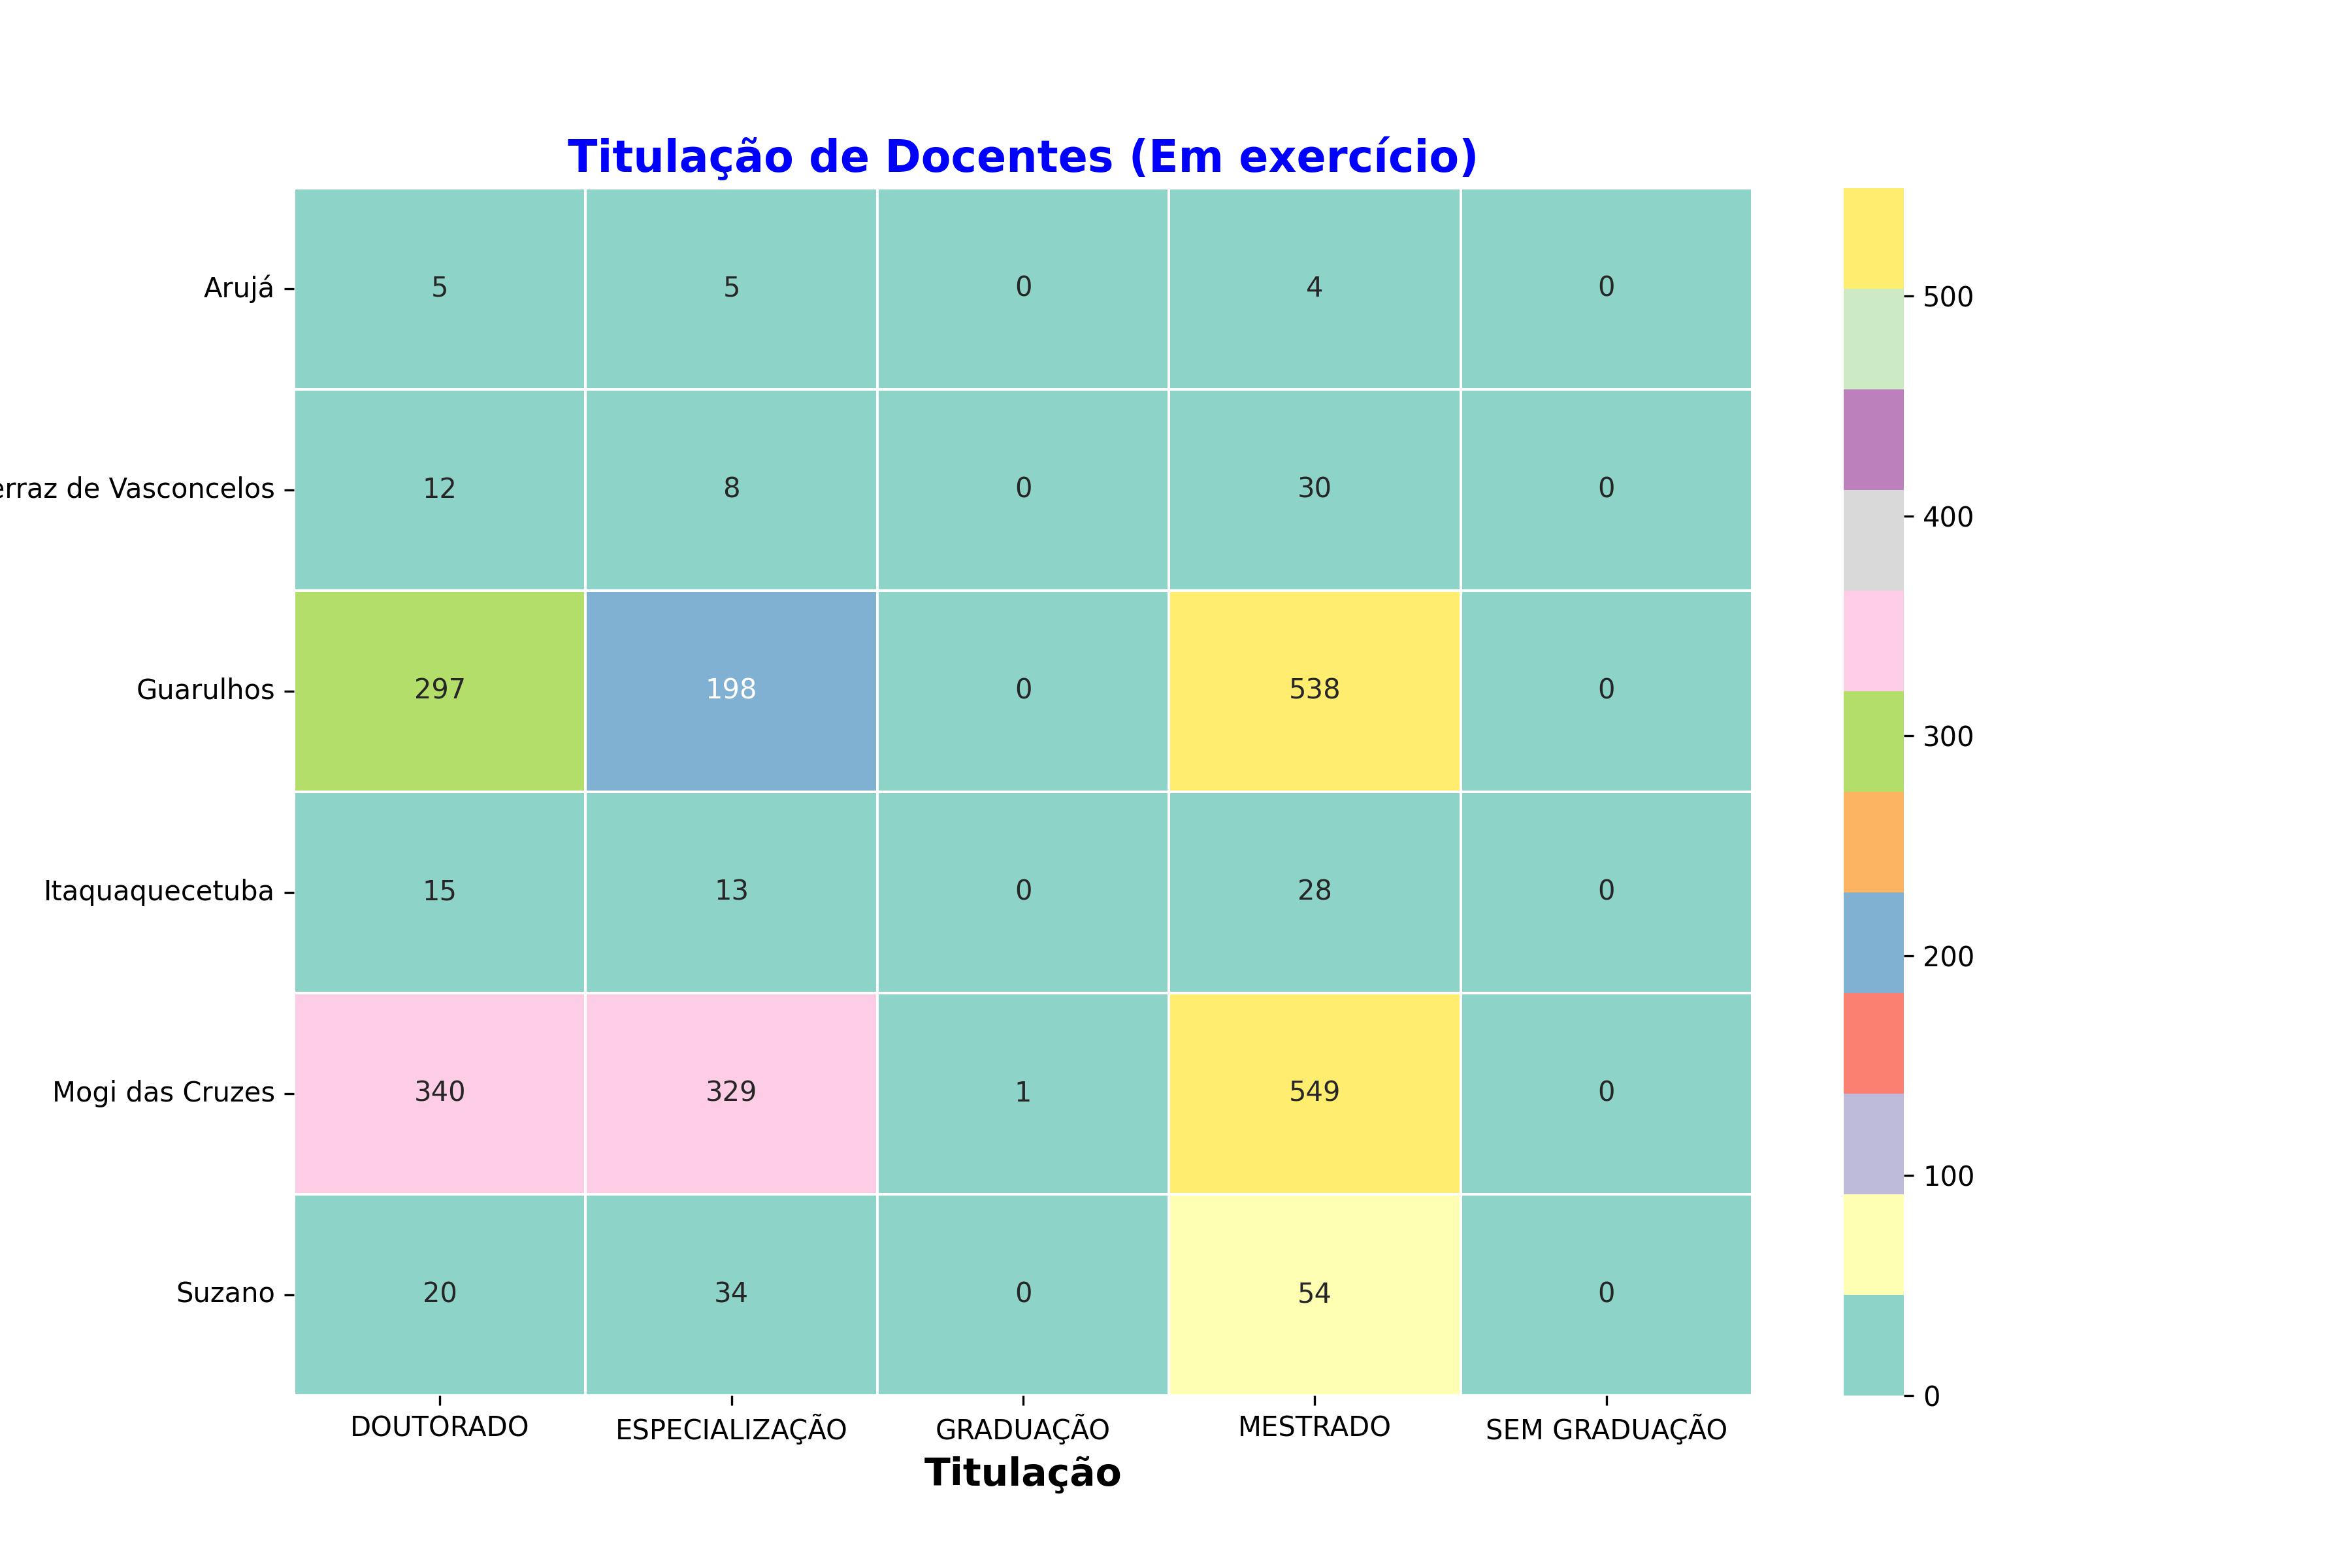 Titulação de Docentes (Em exercício)
Arujá 5 5 0 4 0
erraz de Vasconcelos 12 8 0 30 0
Guarulhos 297 198 0 538 0
Itaquaquecetuba 15 13 0 28 0
Mogi das Cruzes 340 329 1 549 0
Suzano 20 34 0 54 0
DOUTORADO ESPECIALIZAÇÃO GRADUAÇÃO MESTRADO SEM GRADUAÇÃO
Titulação
500
400
300
200
100
0